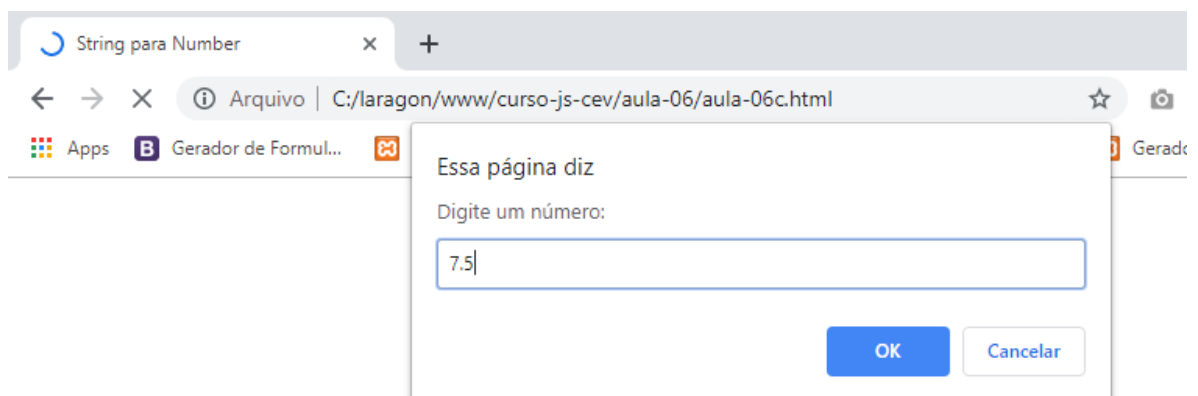 String para Number
Arquivo | C:/laragon/www/curso-js-cev/aula-06/aula-06c.html
Apps B Gerador de Formul... Gerado
Essa página diz
Digite um número:
7.5
OK Cancelar